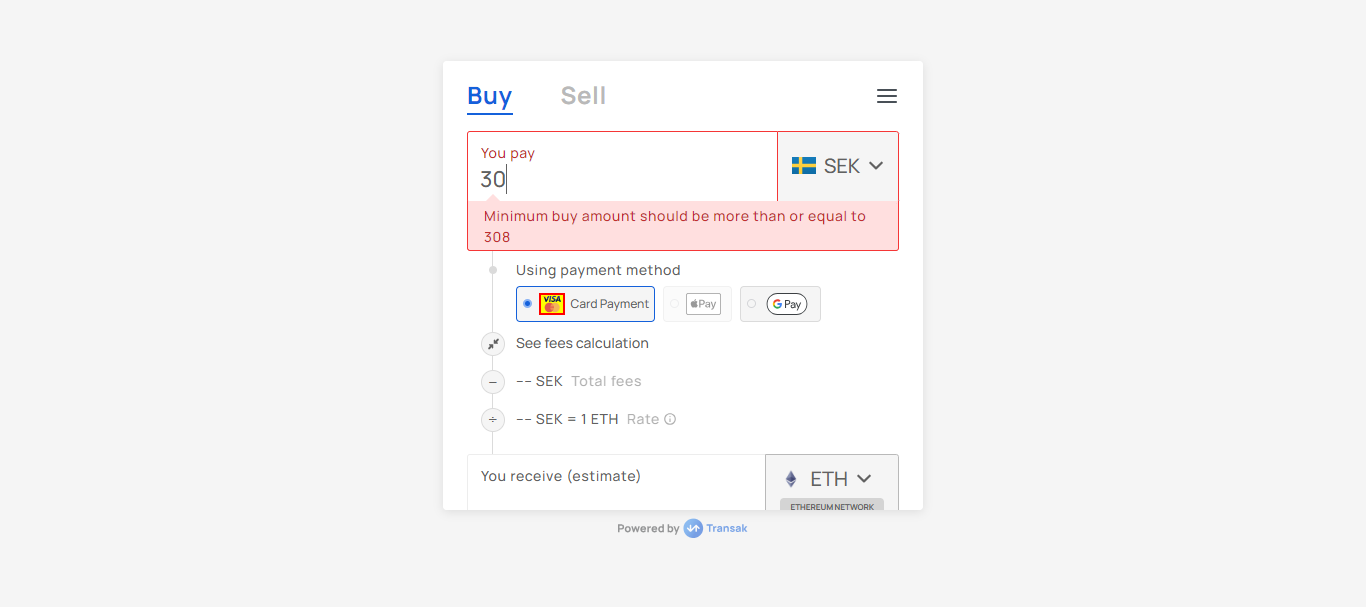 Buy Sell
You pay
30
SEK
Minimum buy amount should be more than or equal to
308
Using payment method
VISA Card Payment Pay G Pay
See fees calculation
-- SEK Total fees
-- SEK = 1 ETH Rate
You receive (estimate)
ETH
ETHEREUM NETWORK
Powered by Transak